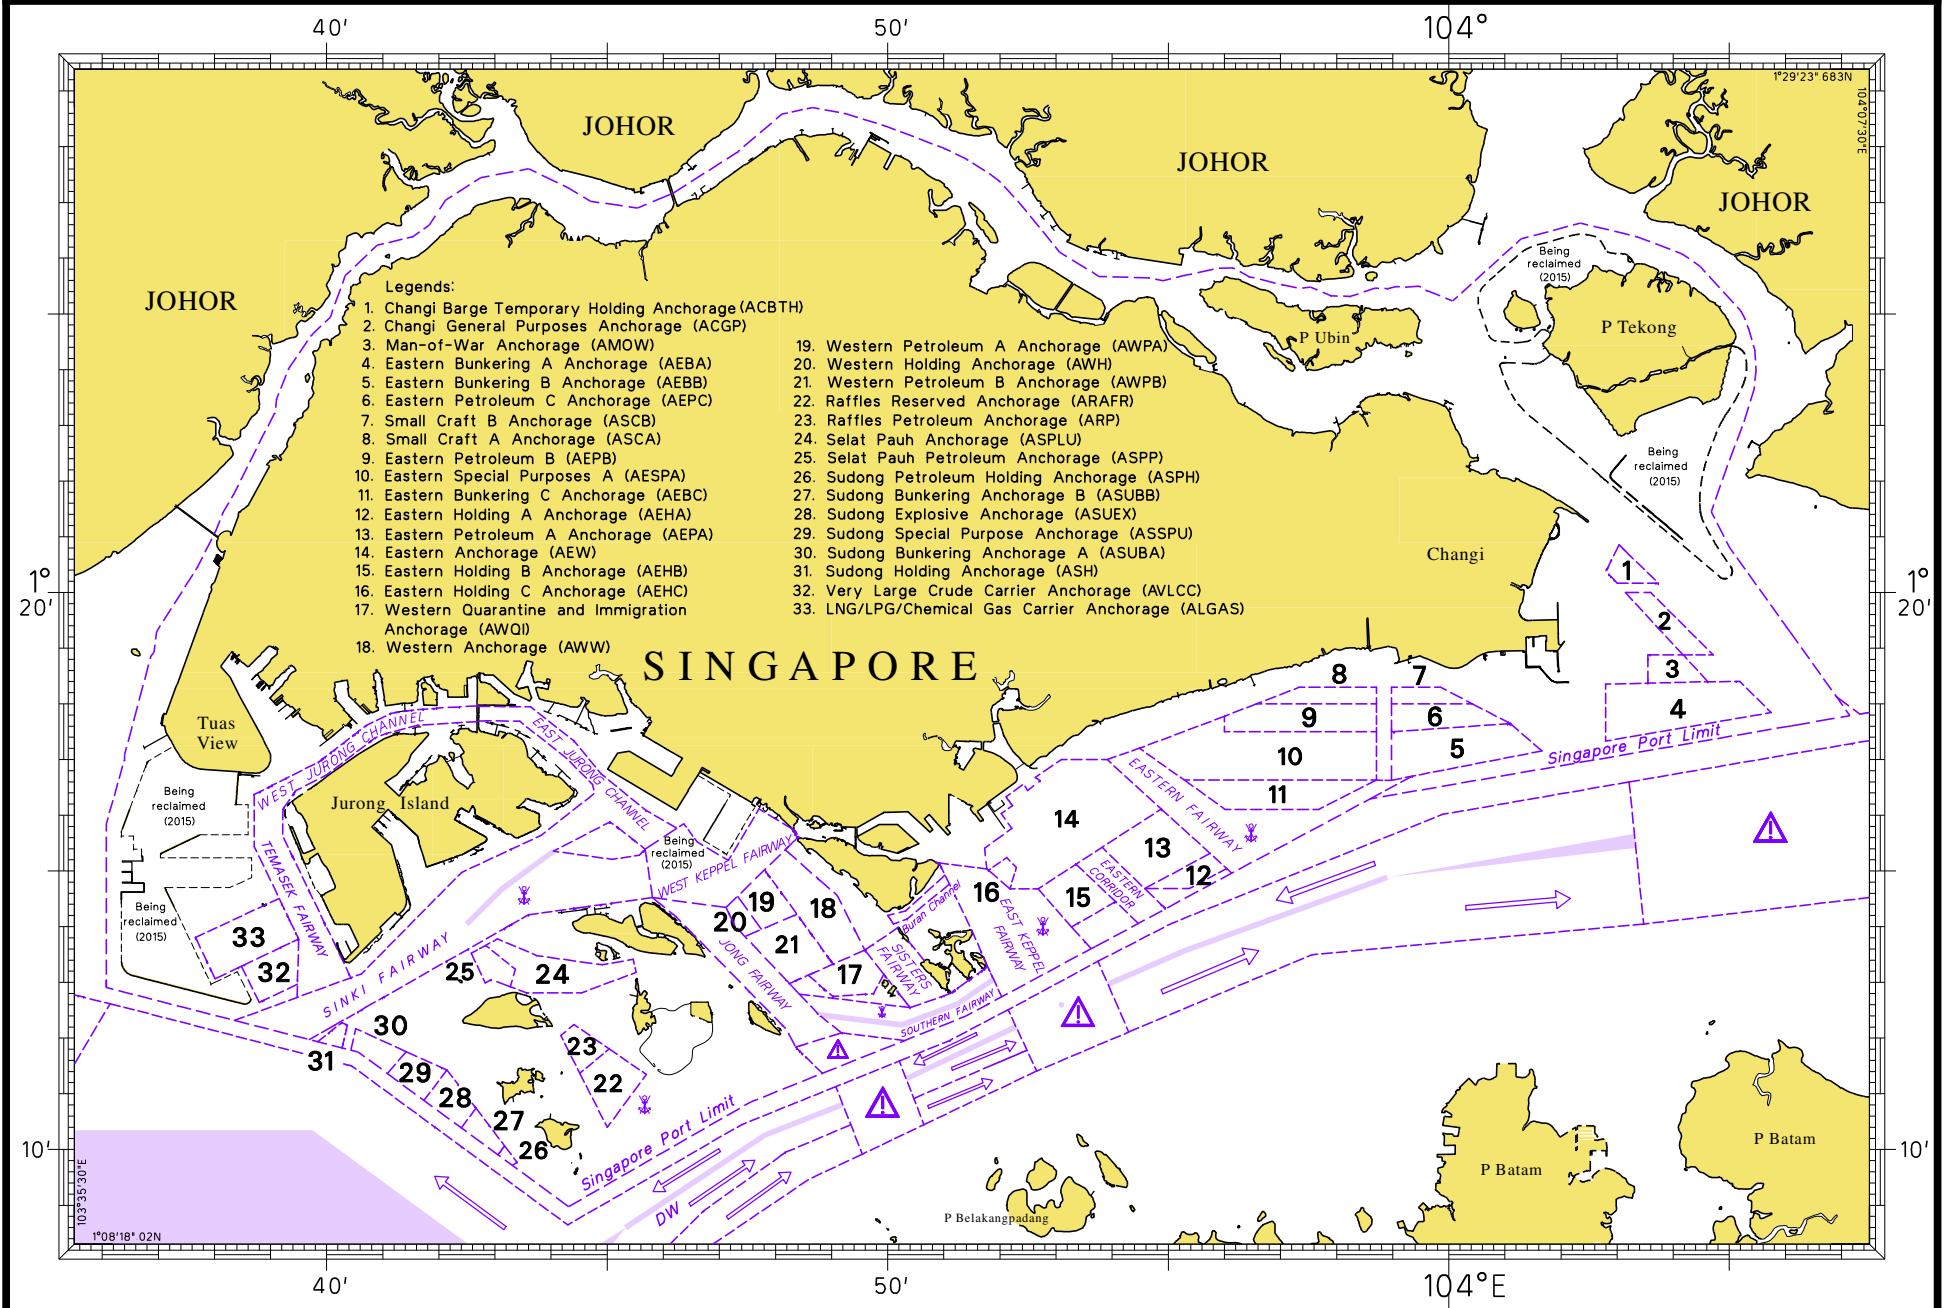 40'
50'
104°
1°29'23" 683N
104°07'30"E
JOHOR
JOHOR
JOHOR
JOHOR
Being
reclaimed
(2015)
P Ubin
P Tekong
Being
reclaimed
(2015)
Changi
Legends:
1. Changi Barge Temporary Holding Anchorage (ACBTH)
2. Changi General Purposes Anchorage (ACGP)
3. Man-of-War Anchorage (AMOW)
4. Eastern Bunkering A Anchorage (AEBA)
5. Eastern Bunkering B Anchorage (AEBB)
6. Eastern Petroleum C Anchorage (AEPC)
7. Small Craft B Anchorage (ASCB)
8. Small Craft A Anchorage (ASCA)
9. Eastern Petroleum B (AEPB)
10. Eastern Special Purposes A (AESPA)
11. Eastern Bunkering C Anchorage (AEBC)
12. Eastern Holding A Anchorage (AEHA)
13. Eastern Petroleum A Anchorage (AEPA)
14. Eastern Anchorage (AEW)
15. Eastern Holding B Anchorage (AEHB)
16. Eastern Holding C Anchorage (AEHC)
17. Western Quarantine and Immigration
Anchorage (AWQI)
18. Western Anchorage (AWW)
19. Western Petroleum A Anchorage (AWPA)
20. Western Holding Anchorage (AWH)
21. Western Petroleum B Anchorage (AWPB)
22. Raffles Reserved Anchorage (ARAFR)
23. Raffles Petroleum Anchorage (ARP)
24. Selat Pauh Anchorage (ASPLU)
25. Selat Pauh Petroleum Anchorage (ASPP)
26. Sudong Petroleum Holding Anchorage (ASPH)
27. Sudong Bunkering Anchorage B (ASUBB)
28. Sudong Explosive Anchorage (ASUEX)
29. Sudong Special Purpose Anchorage (ASSPU)
30. Sudong Bunkering Anchorage A (ASUBA)
31. Sudong Holding Anchorage (ASH)
32. Very Large Crude Carrier Anchorage (AVLCC)
33. LNG/LPG/Chemical Gas Carrier Anchorage (ALGAS)
1°
20'
1°
20'
SINGAPORE
1
2
3
4
8
7
9
6
10
5
11
Singapore Port Limit
Tuas
View
WEST JURONG CHANNEL
EAST JURONG CHANNEL
Jurong Island
Being
reclaimed
(2015)
Being
reclaimed
(2015)
Being
reclaimed
(2015)
TEMASEK FAIRWAY
WEST KEPPEL FAIRWAY
EASTERN FAIRWAY
EASTERN
CORRIDOR
14
13
12
15
16
19
18
20
21
17
33
32
25
24
SINKI FAIRWAY
JONG FAIRWAY
SISTERS
FAIRWAY
Buran Channel
EAST KEPPEL
FAIRWAY
SOUTHERN FAIRWAY
30
31
29
28
27
26
23
22
Singapore Port Limit
DW
10'
10'
P Batam
P Batam
P Belakangpadang
103°35'30"E
1°08'18" 02N
40'
50'
104°E